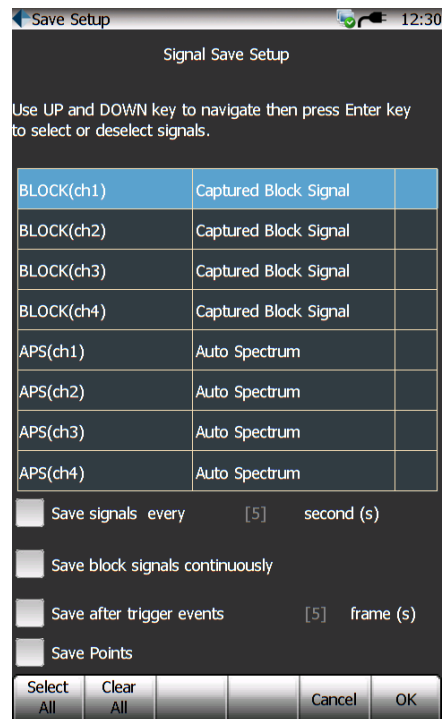 Save Setup 12:30
Signal Save Setup
Use UP and DOWN key to navigate then press Enter key
to select or deselect signals.
BLOCK(ch1) Captured Block Signal
BLOCK(ch2) Captured Block Signal
BLOCK(ch3) Captured Block Signal
BLOCK(ch4) Captured Block Signal
APS(ch1) Auto Spectrum
APS(ch2) Auto Spectrum
APS(ch3) Auto Spectrum
APS(ch4) Auto Spectrum
Save signals every [5] second (s)
Save block signals continuously
Save after trigger events [5] frame (s)
Save Points
Select All Clear All Cancel OK